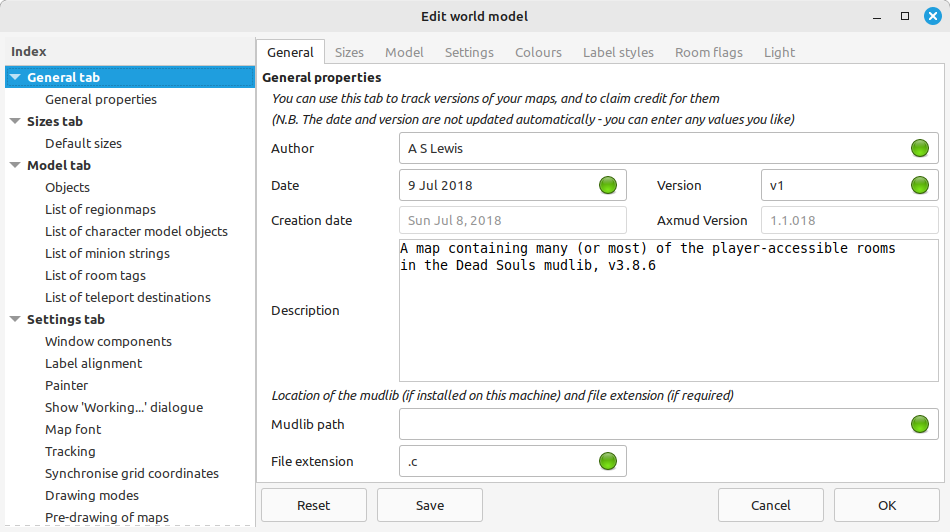 Edit world model
Index
General tab
General properties
Sizes tab
Default sizes
Model tab
Objects
List of regionmaps
List of character model objects
List of minion strings
List of room tags
List of teleport destinations
Settings tab
Window components
Label alignment
Painter
Show 'Working...' dialogue
Map font
Tracking
Synchronise grid coordinates
Drawing modes
Pre-drawing of maps
General Sizes Model Settings Colours Label styles Room flags Light
General properties
You can use this tab to track versions of your maps, and to claim credit for them
(N.B. The date and version are not updated automatically - you can enter any values you like)
Author A S Lewis
Date 9 Jul 2018 Version v1
Creation date Sun Jul 8, 2018 Axmud Version 1.1.018
Description
A map containing many (or most) of the player-accessible rooms
in the Dead Souls mudlib, v3.8.6
Location of the mudlib (if installed on this machine) and file extension (if required)
Mudlib path
File extension .c
Reset Save Cancel OK